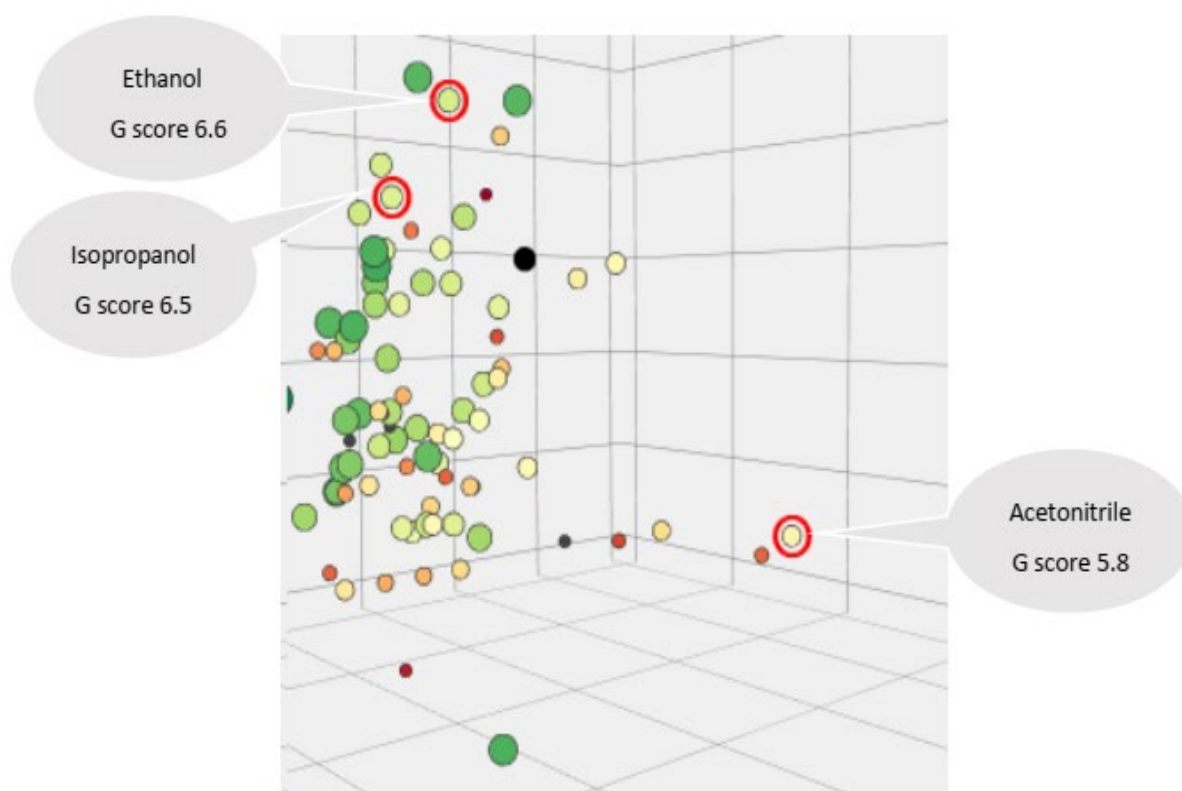 Ethanol
G score 6.6
Isopropanol
G score 6.5
Acetonitrile
G score 5.8